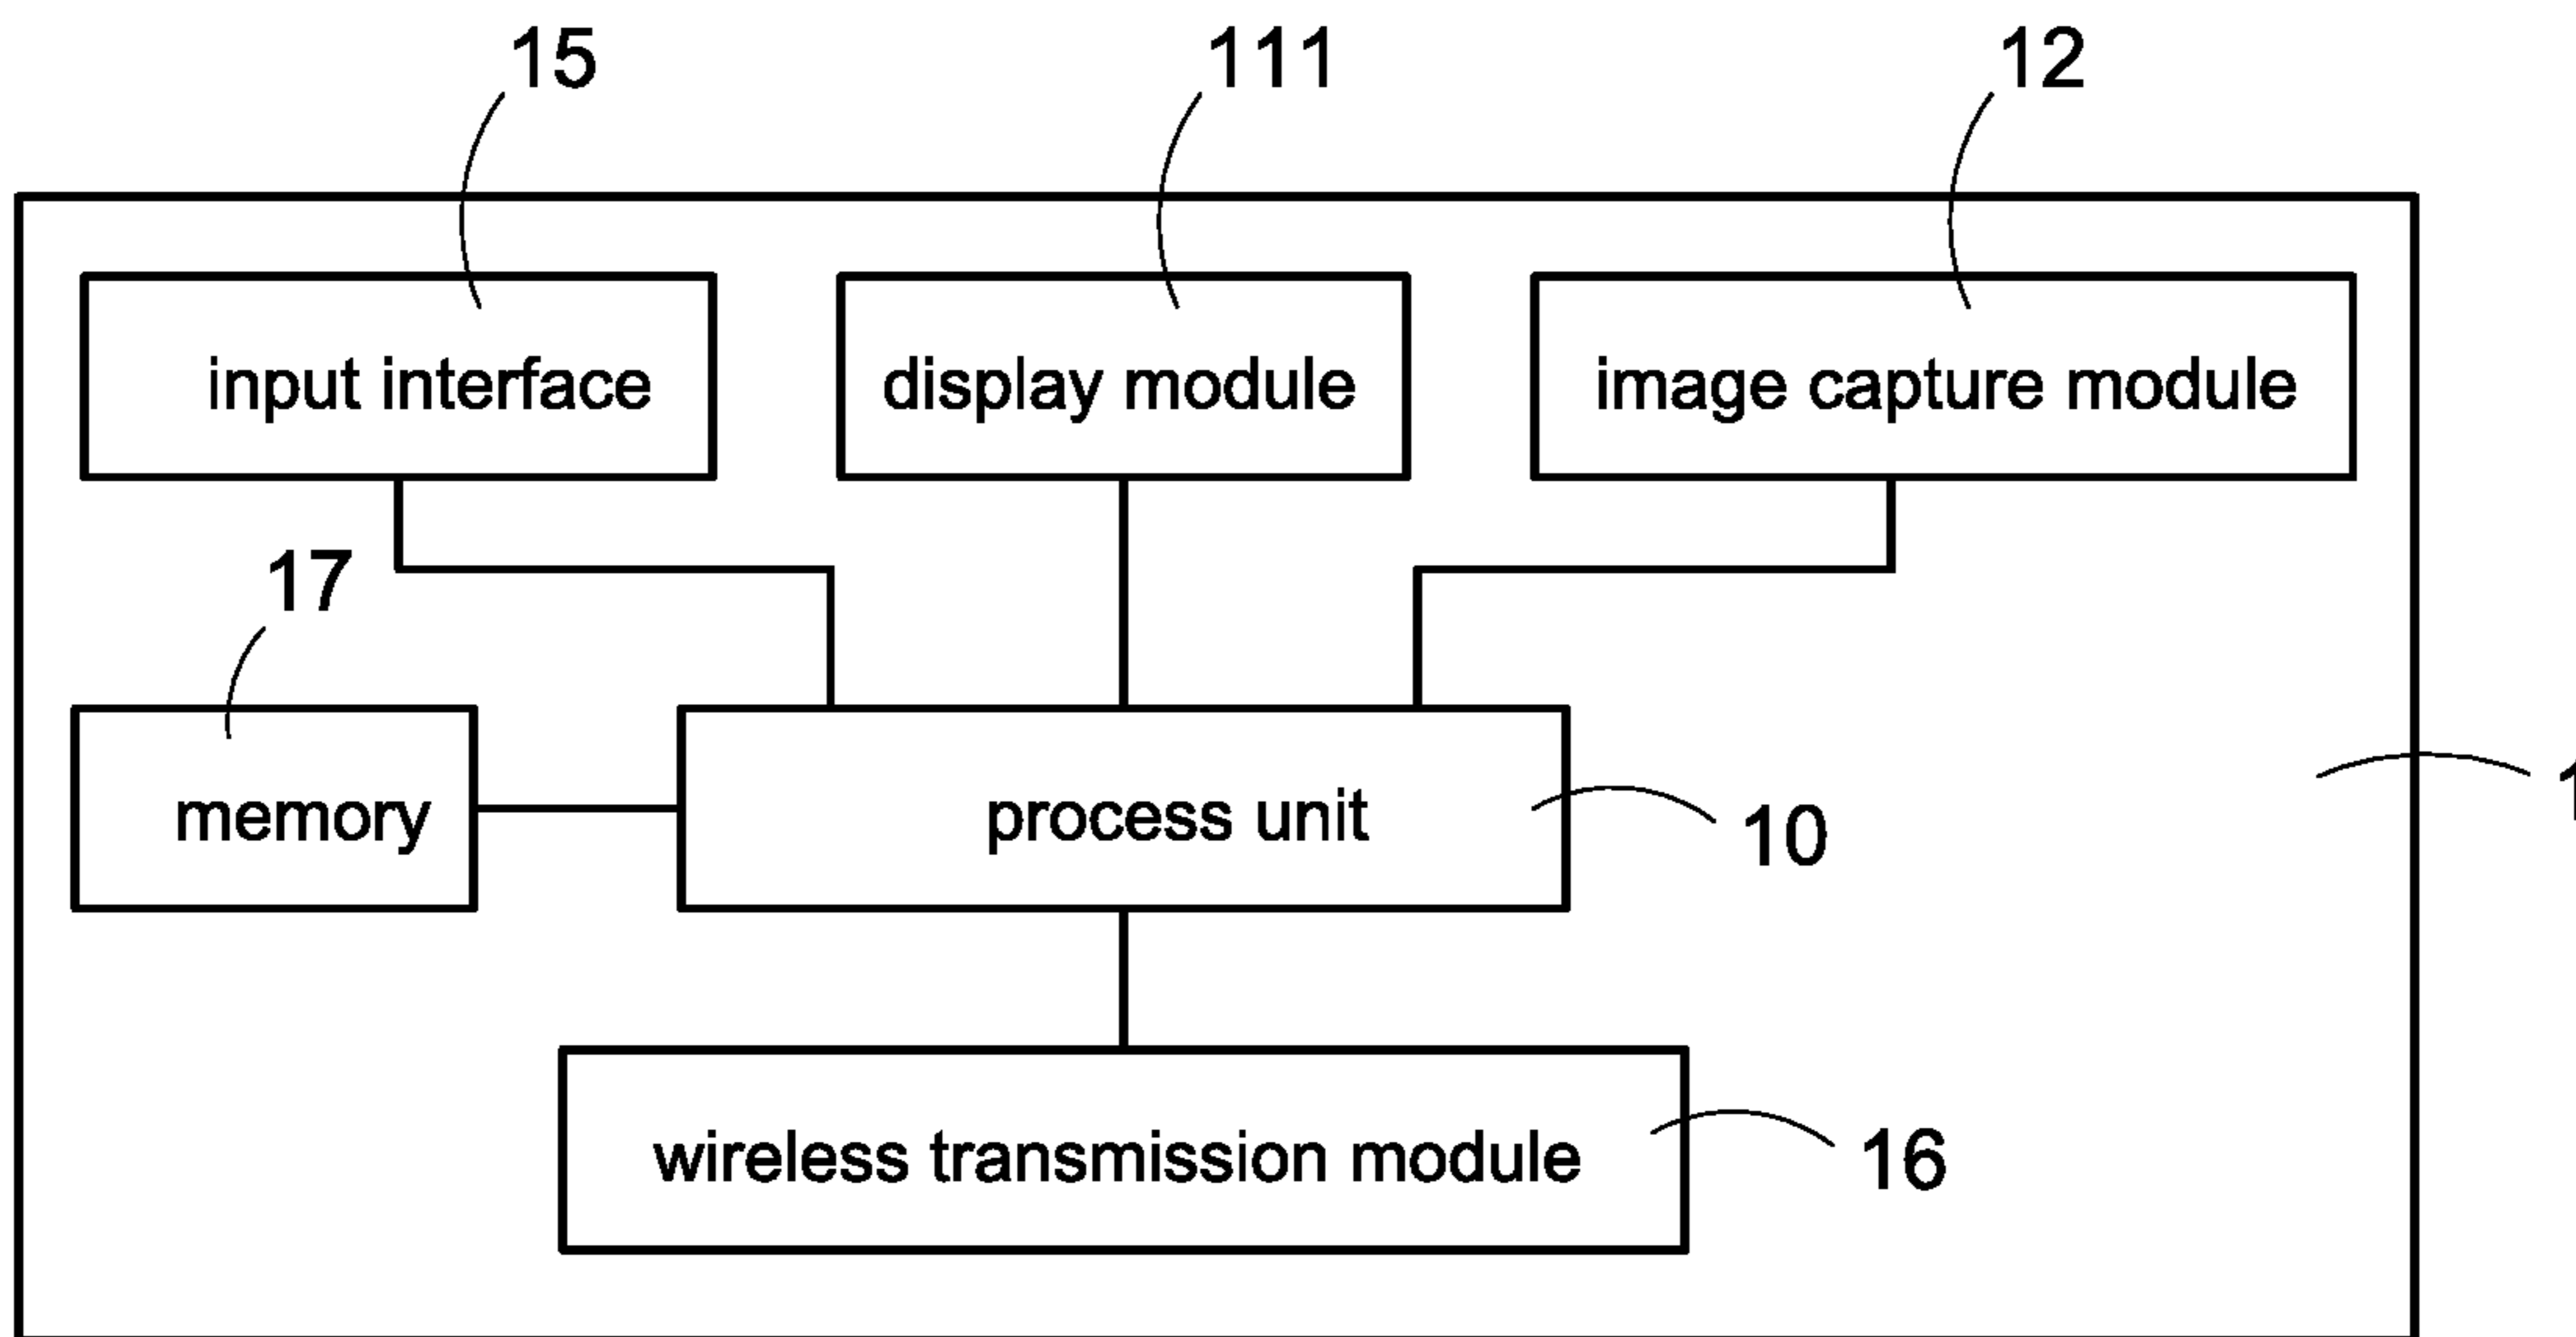 15
111
12
input interface
display module
image capture module
17
memory
process unit
10
wireless transmission module
16